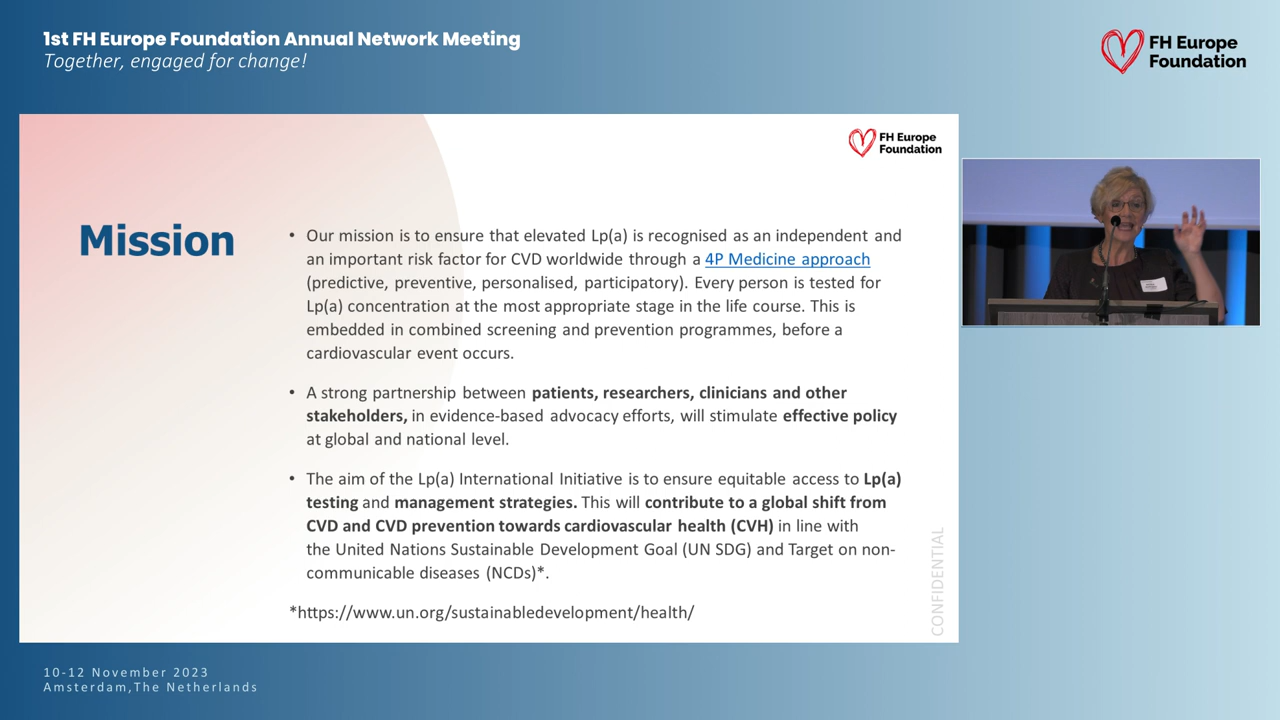 1st FH Europe Foundation Annual Network Meeting
Together, engaged for change!
FH Europe
Foundation
FH Europe
Foundation
Mission
• Our mission is to ensure that elevated Lp(a) is recognised as an independent and
an important risk factor for CVD worldwide through a 4P Medicine approach
(predictive, preventive, personalised, participatory). Every person is tested for
Lp(a) concentration at the most appropriate stage in the life course. This is
embedded in combined screening and prevention programmes, before a
cardiovascular event occurs.
• A strong partnership between patients, researchers, clinicians and other
stakeholders, in evidence-based advocacy efforts, will stimulate effective policy
at global and national level.
• The aim of the Lp(a) International Initiative is to ensure equitable access to Lp(a)
testing and management strategies. This will contribute to a global shift from
CVD and CVD prevention towards cardiovascular health (CVH) in line with
the United Nations Sustainable Development Goal (UN SDG) and Target on non-
communicable diseases (NCDs)*.
*https://www.un.org/sustainabledevelopment/health/
CONFIDENTIAL
10-12 November 2023
Amsterdam,The Netherlands